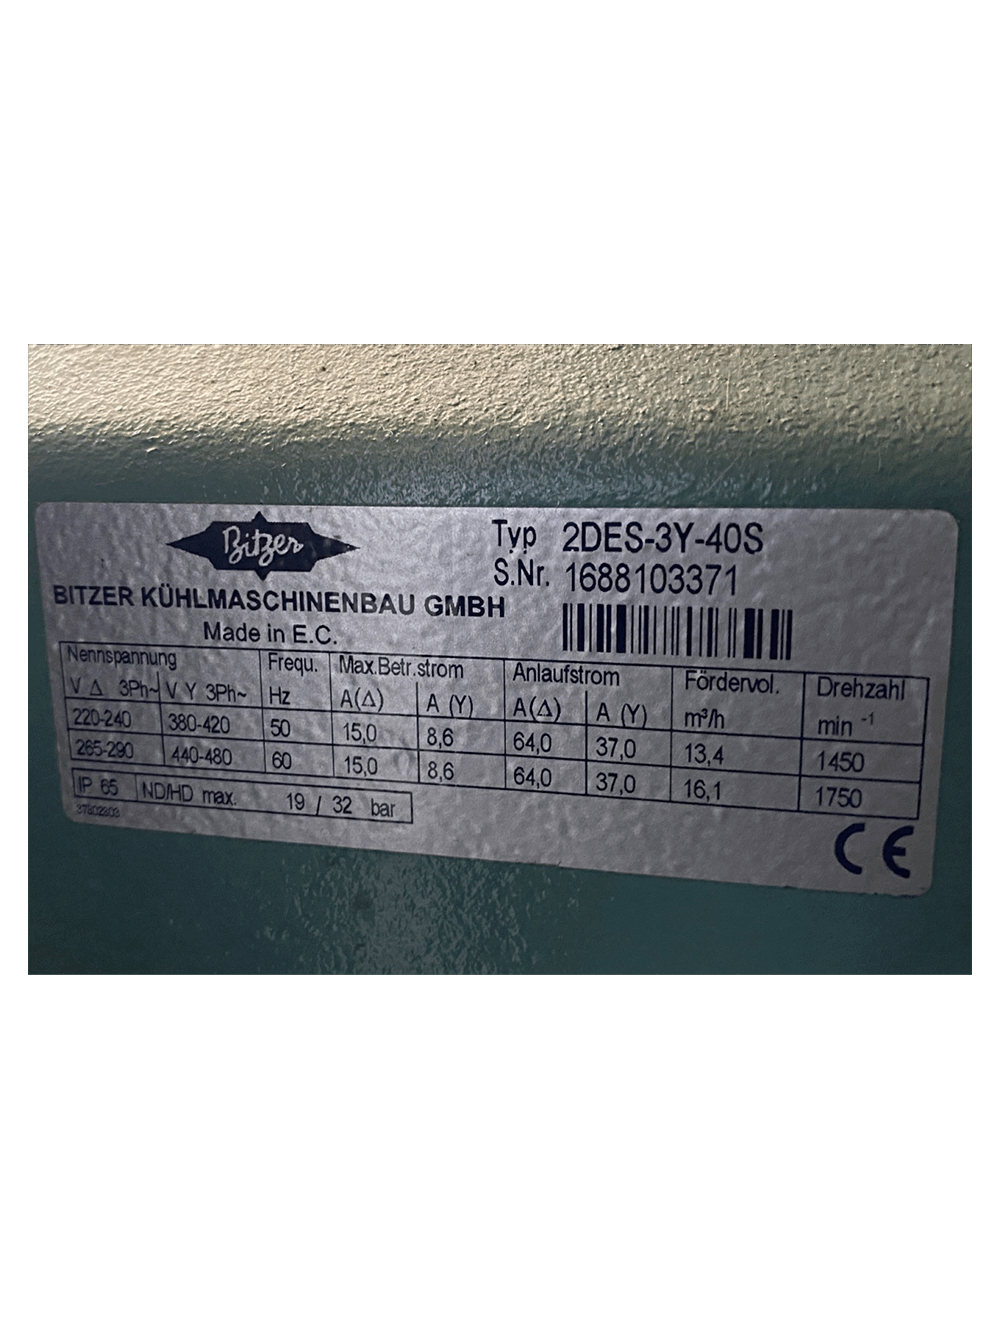 Bitzer
Typ 2DES-3Y-40S
S.Nr. 1688103371
BITZER KÜHLMASCHINENBAU GMBH
Made in E.C.
Nennspannung Frequ. Max.Betr.strom Anlaufstrom Fördervol. Drehzahl
V Δ 3Ph~ V Y 3Ph~ Hz A(Δ) A (Y) A(Δ) A (Y) m³/h min -1
220-240 380-420 50 15,0 8,6 64,0 37,0 13,4 1450
265-290 440-480 60 15,0 8,6 64,0 37,0 16,1 1750
IP 65 ND/HD max. 19 / 32 bar
37802803
CE